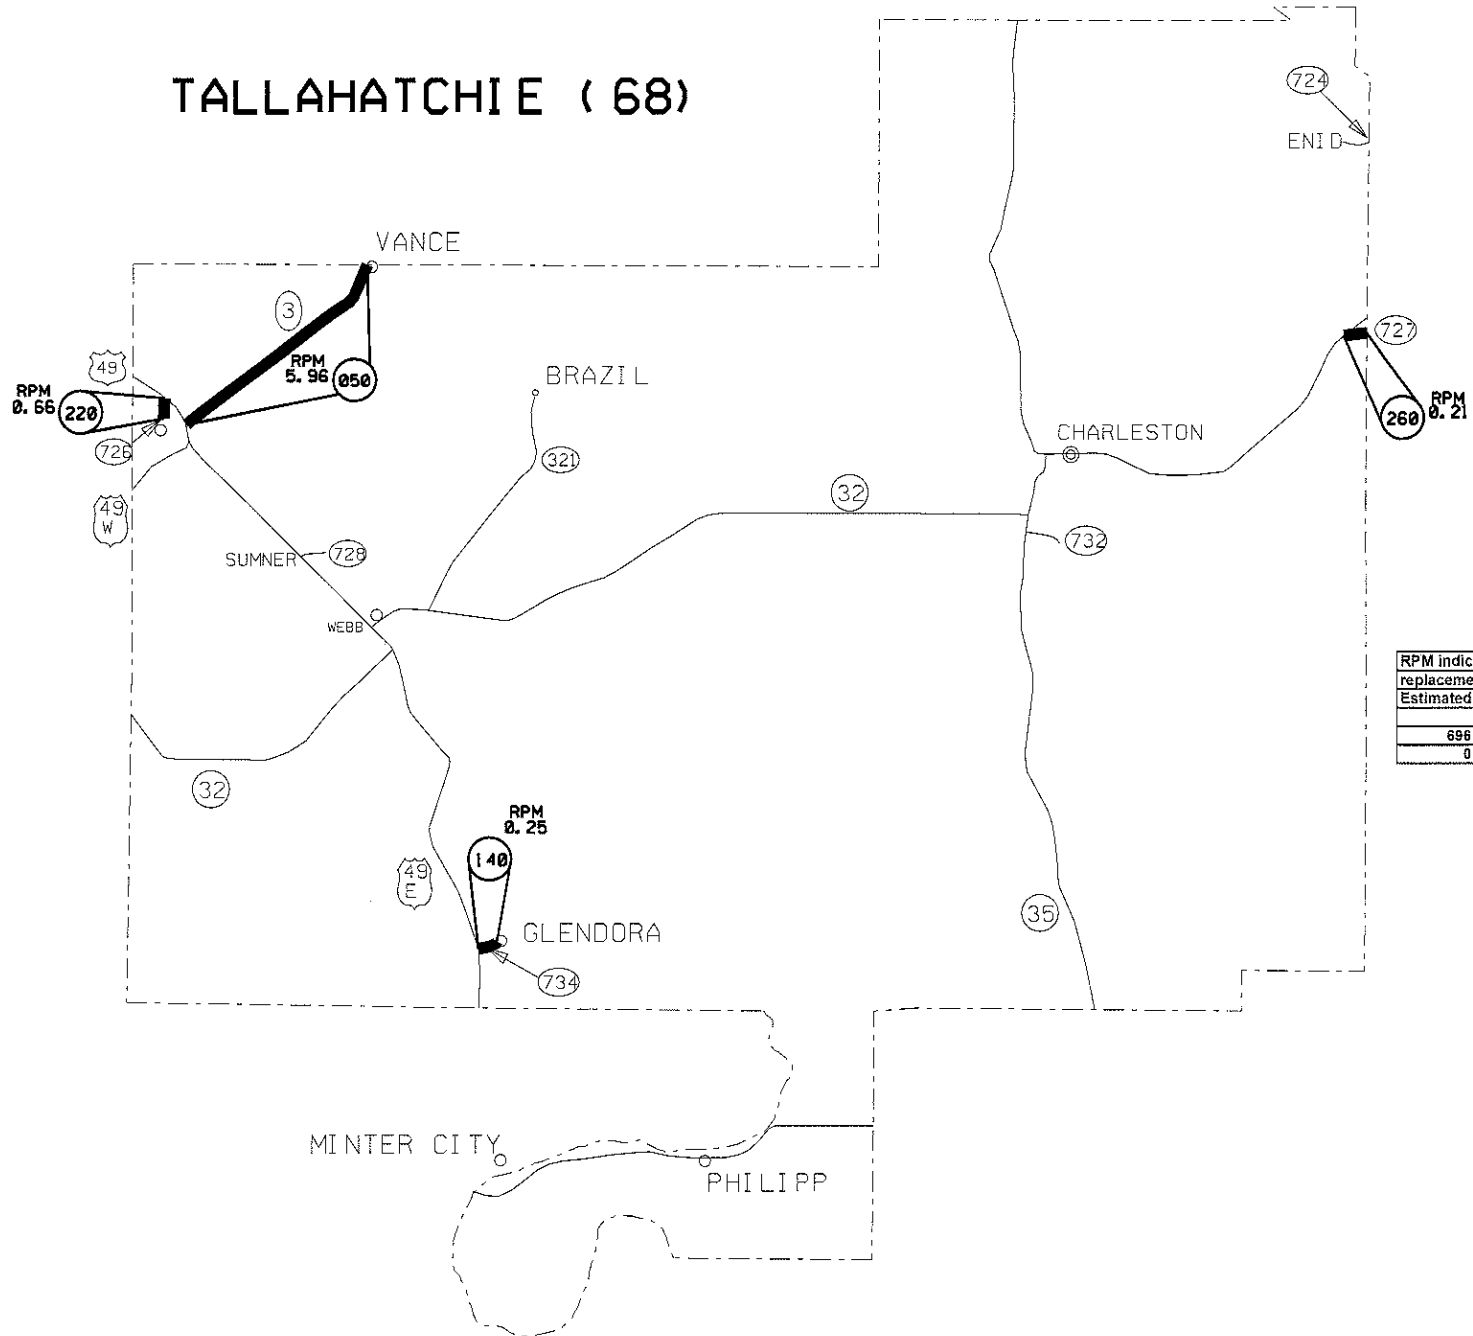 TALLAHATCHIE (68)
724
ENID
VANCE
3
727
49
RPM
5.96
050
BRAZIL
RPM
0.66
220
RPM
0.21
260
726
CHARLESTON
321
32
49
W
SUMNER
728
732
WEBB
RPM indic
replaceme
Estimated
696
0
32
RPM
0.25
140
49
E
35
GLENDORA
734
MINTER CITY
PHILIPP